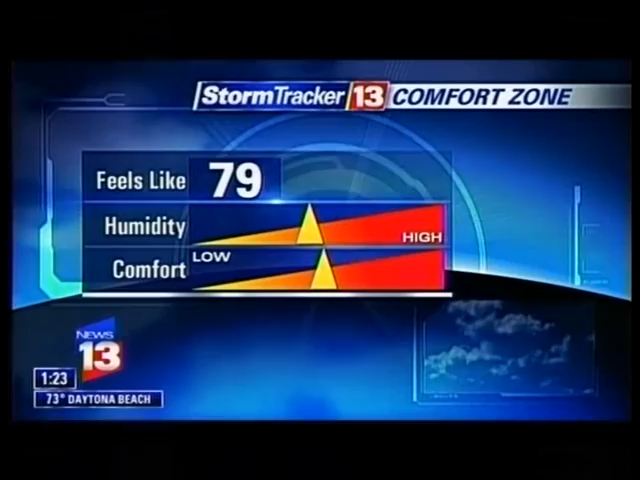 StormTracker 13 COMFORT ZONE
Feels Like 79
Humidity
HIGH
LOW
Comfort
NEWS
13
1:23
73° DAYTONA BEACH